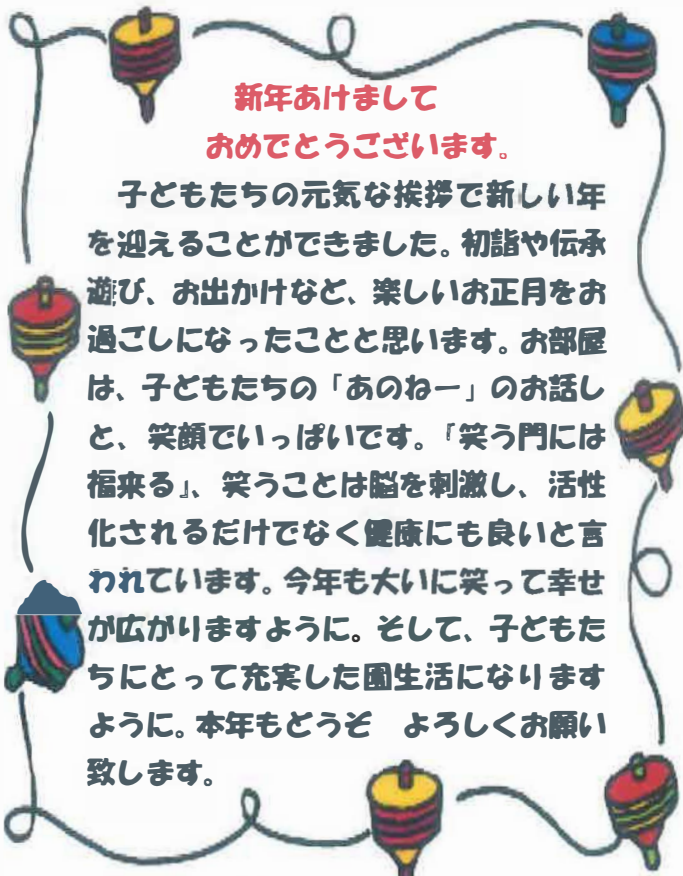 新年あけまして
おめでとうございます。
子どもたちの元気な挨拶で新しい年
を迎えることができました。初詣や伝承
遊び、お出かけなど、楽しいお正月をお
過ごしになったことと思います。お部屋
は、子どもたちの「あのねー」のお話し
と、笑顔でいっぱいです。『笑う門には
福来る』、笑うことは脳を刺激し、活性
化されるだけでなく健康にも良いと言
われています。今年も大いに笑って幸せ
が広がりますように。そして、子どもた
ちにとって充実した園生活になります
ように。本年もどうぞ　よろしくお願い
致します。